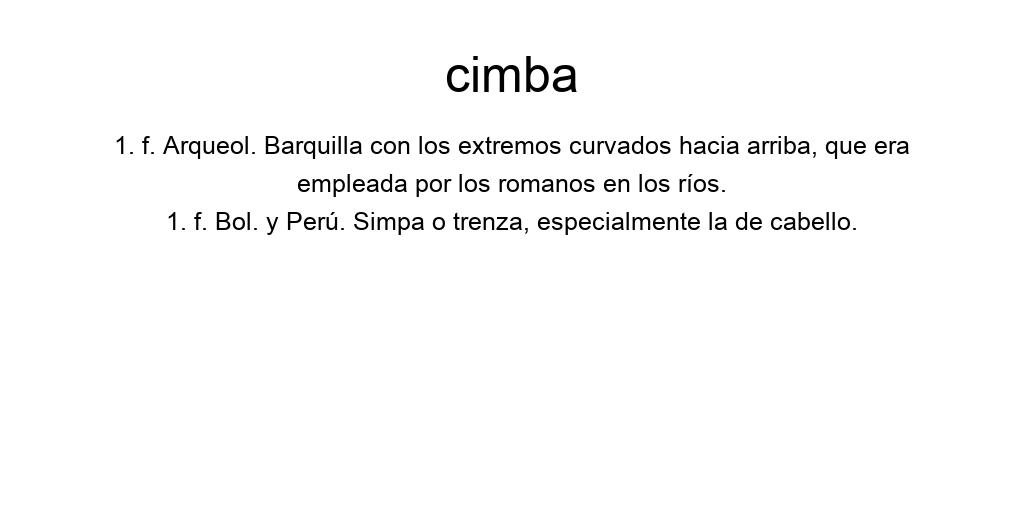 cimba
1. f. Arqueol. Barquilla con los extremos curvados hacia arriba, que era
empleada por los romanos en los ríos.
1. f. Bol. y Perú. Simpa o trenza, especialmente la de cabello.